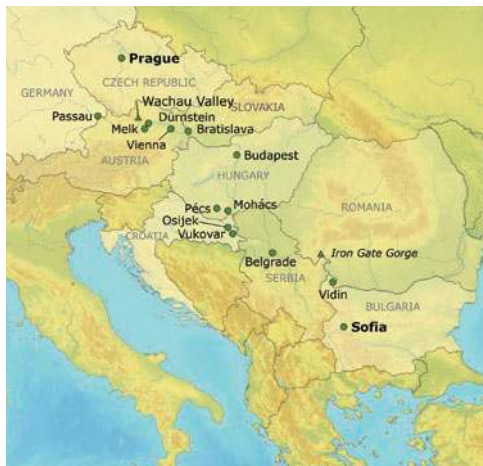 Prague
CZECH REPUBLIC
GERMANY
Wachau Valley
SLOVAKIA
Passau
Dürnstein
Melk
Bratislava
Vienna
AUSTRIA
Budapest
HUNGARY
Pécs
Mohács
ROMANIA
Osijek
CROATIA
Vukovar
Iron Gate Gorge
Belgrade
SERBIA
Vidin
BULGARIA
Sofia